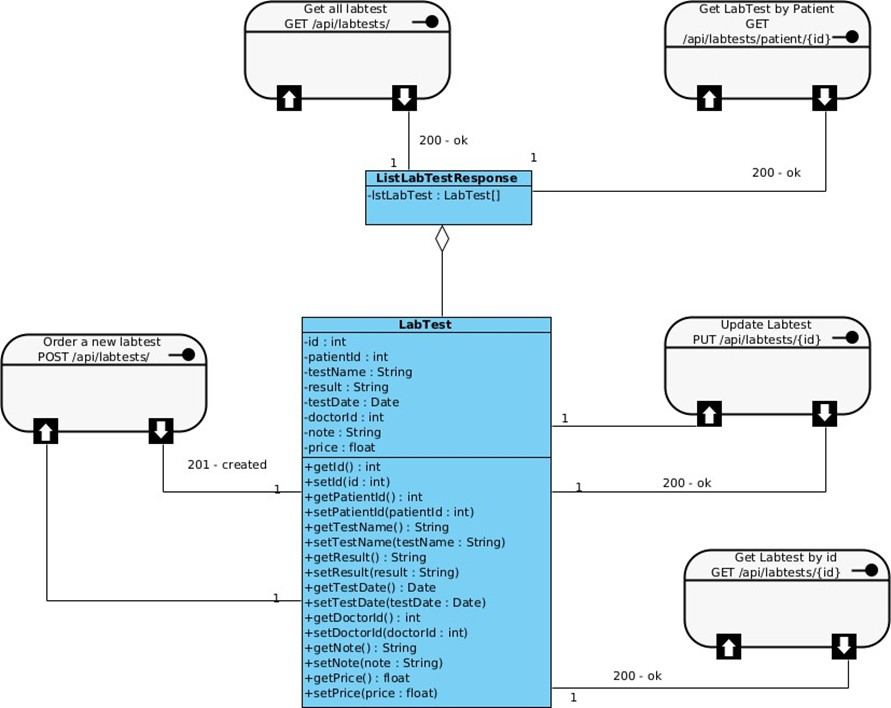 Get all labtest
GET /api/labtests/
Get LabTest by Patient
GET
/api/labtests/patient/{id}
200 - ok
1
1
200 - ok
ListLabTestResponse
-lstLabTest : LabTest[]
Order a new labtest
POST /api/labtests/
201 - created
1
1
LabTest
-id : int
-patientId : int
-testName : String
-result : String
-testDate : Date
-doctorId : int
-note : String
-price : float
+getId() : int
+setId(id : int)
+getPatientId() : int
+setPatientId(patientId : int)
+getTestName() : String
+setTestName(testName : String)
+getResult() : String
+setResult(result : String)
+getTestDate() : Date
+setTestDate(testDate : Date)
+getDoctorId() : int
+setDoctorId(doctorId : int)
+getNote() : String
+setNote(note : String)
+getPrice() : float
+setPrice(price : float)
Update Labtest
PUT /api/labtests/{id}
1
1
200 - ok
Get Labtest by id
GET /api/labtests/{id}
200 - ok
1